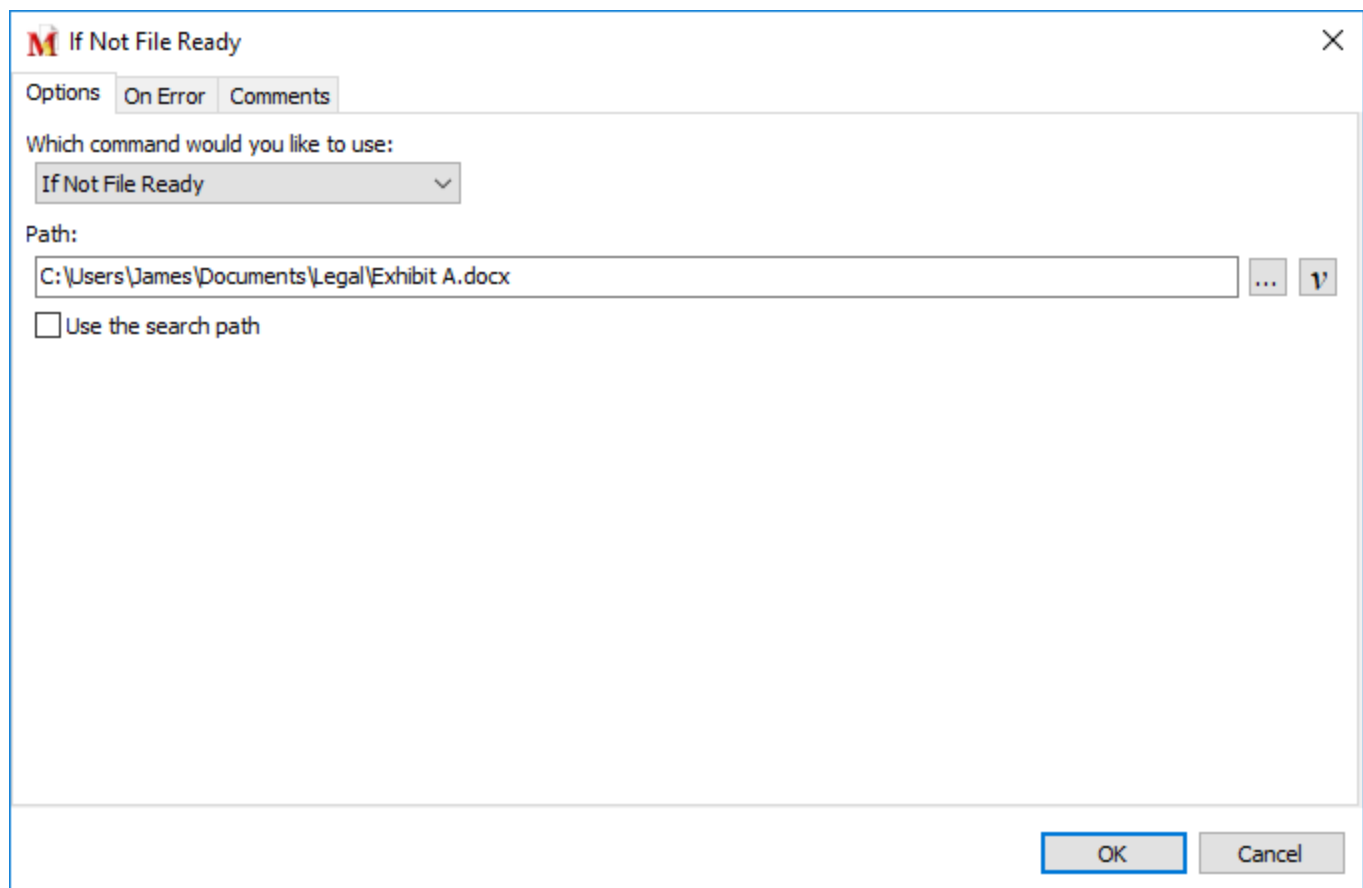 If Not File Ready
Options On Error Comments
Which command would you like to use:
If Not File Ready
Path:
C:\Users\James\Documents\Legal\Exhibit A.docx ... v
Use the search path
OK Cancel